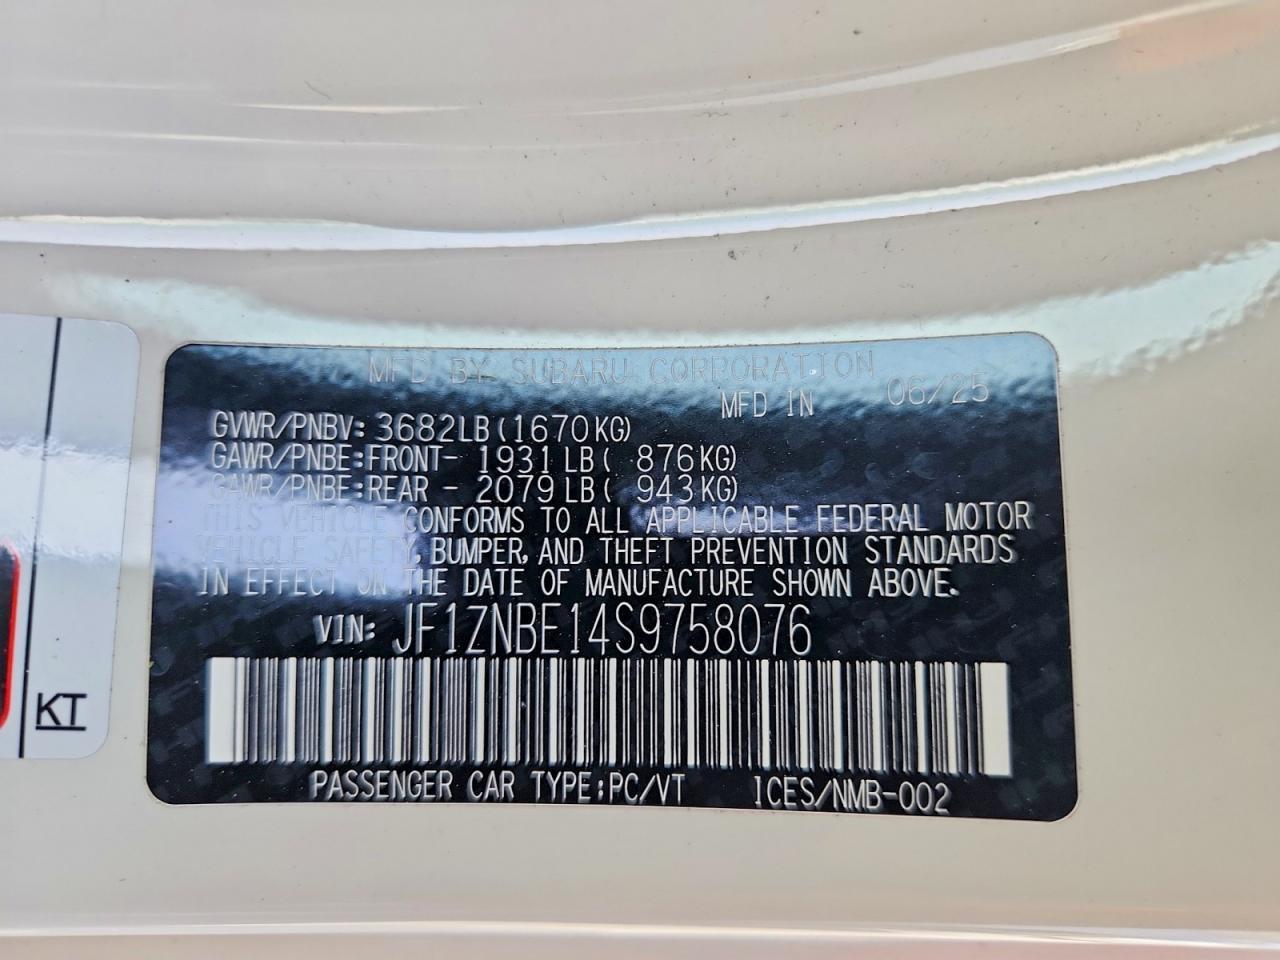 MFD BY SUBARU CORPORATION
MFD IN 06/25
GVWR/PNBV: 3682LB(1670KG)
GAWR/PNBE:FRONT- 1931LB( 876KG)
GAWR/PNBE:REAR - 2079LB( 943KG)
THIS VEHICLE CONFORMS TO ALL APPLICABLE FEDERAL MOTOR
VEHICLE SAFETY, BUMPER, AND THEFT PREVENTION STANDARDS
IN EFFECT ON THE DATE OF MANUFACTURE SHOWN ABOVE.
VIN: JF1ZNBE14S9758076
PASSENGER CAR TYPE:PC/VT ICES/NMB-002
KT